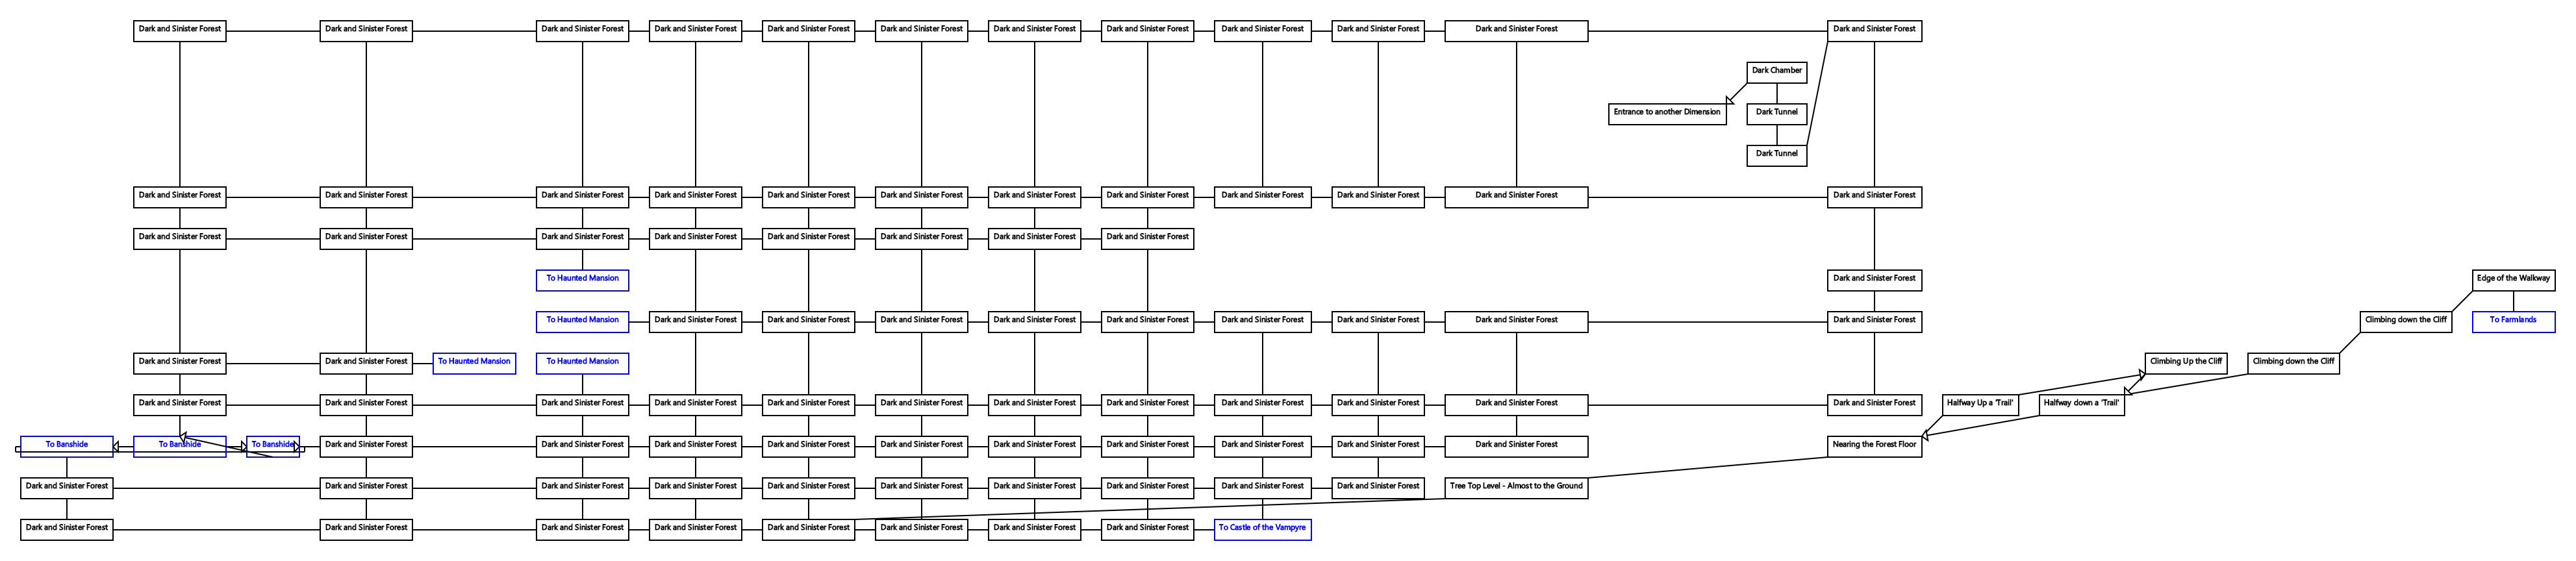 Dark and Sinister Forest Dark and Sinister Forest Dark and Sinister Forest Dark and Sinister Forest Dark and Sinister Forest Dark and Sinister Forest Dark and Sinister Forest Dark and Sinister Forest Dark and Sinister Forest Dark and Sinister Forest Dark and Sinister Forest Dark and Sinister Forest
Dark Chamber
Entrance to another Dimension Dark Tunnel
Dark Tunnel
Dark and Sinister Forest Dark and Sinister Forest Dark and Sinister Forest Dark and Sinister Forest Dark and Sinister Forest Dark and Sinister Forest Dark and Sinister Forest Dark and Sinister Forest Dark and Sinister Forest Dark and Sinister Forest Dark and Sinister Forest Dark and Sinister Forest
Dark and Sinister Forest Dark and Sinister Forest Dark and Sinister Forest Dark and Sinister Forest Dark and Sinister Forest Dark and Sinister Forest Dark and Sinister Forest Dark and Sinister Forest
To Haunted Mansion Dark and Sinister Forest Edge of the Walkway
To Haunted Mansion Dark and Sinister Forest Dark and Sinister Forest Dark and Sinister Forest Dark and Sinister Forest Dark and Sinister Forest Dark and Sinister Forest Dark and Sinister Forest Dark and Sinister Forest Dark and Sinister Forest Climbing down the Cliff To Farmlands
Dark and Sinister Forest Dark and Sinister Forest To Haunted Mansion To Haunted Mansion Climbing Up the Cliff Climbing down the Cliff
Dark and Sinister Forest Dark and Sinister Forest Dark and Sinister Forest Dark and Sinister Forest Dark and Sinister Forest Dark and Sinister Forest Dark and Sinister Forest Dark and Sinister Forest Dark and Sinister Forest Dark and Sinister Forest Dark and Sinister Forest Dark and Sinister Forest Halfway Up a 'Trail' Halfway down a 'Trail'
To Banshide To Banshide To Banshide Dark and Sinister Forest Dark and Sinister Forest Dark and Sinister Forest Dark and Sinister Forest Dark and Sinister Forest Dark and Sinister Forest Dark and Sinister Forest Dark and Sinister Forest Dark and Sinister Forest Dark and Sinister Forest Nearing the Forest Floor
Dark and Sinister Forest Dark and Sinister Forest Dark and Sinister Forest Dark and Sinister Forest Dark and Sinister Forest Dark and Sinister Forest Dark and Sinister Forest Dark and Sinister Forest Dark and Sinister Forest Dark and Sinister Forest Tree Top Level - Almost to the Ground
Dark and Sinister Forest Dark and Sinister Forest Dark and Sinister Forest Dark and Sinister Forest Dark and Sinister Forest Dark and Sinister Forest Dark and Sinister Forest Dark and Sinister Forest To Castle of the Vampyre